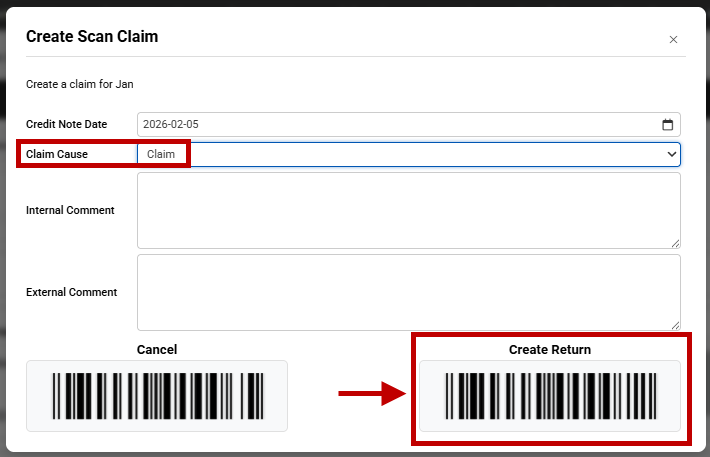 Create Scan Claim
Create a claim for Jan
Credit Note Date 2026-02-05
Claim Cause Claim
Internal Comment
External Comment
Cancel Create Return